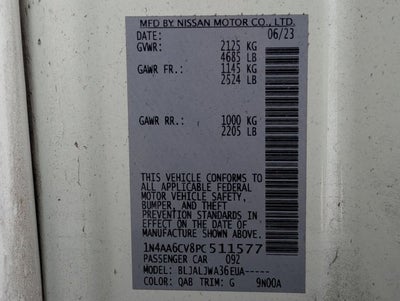 MFD BY NISSAN MOTOR CO., LTD.
DATE: 06/23
GVWR: 2125 KG
4685 LB
GAWR FR.: 1145 KG
2524 LB
GAWR RR.: 1000 KG
2205 LB
THIS VEHICLE CONFORMS TO
ALL APPLICABLE FEDERAL
MOTOR VEHICLE SAFETY,
BUMPER, AND THEFT
PREVENTION STANDARDS IN
EFFECT ON THE DATE OF
MANUFACTURE SHOWN ABOVE.
1N4AA6CV8PC511577
PASSENGER CAR 092
MODEL: BLJALJWA36EUA-----
COLOR: QAB TRIM: G 9N00A